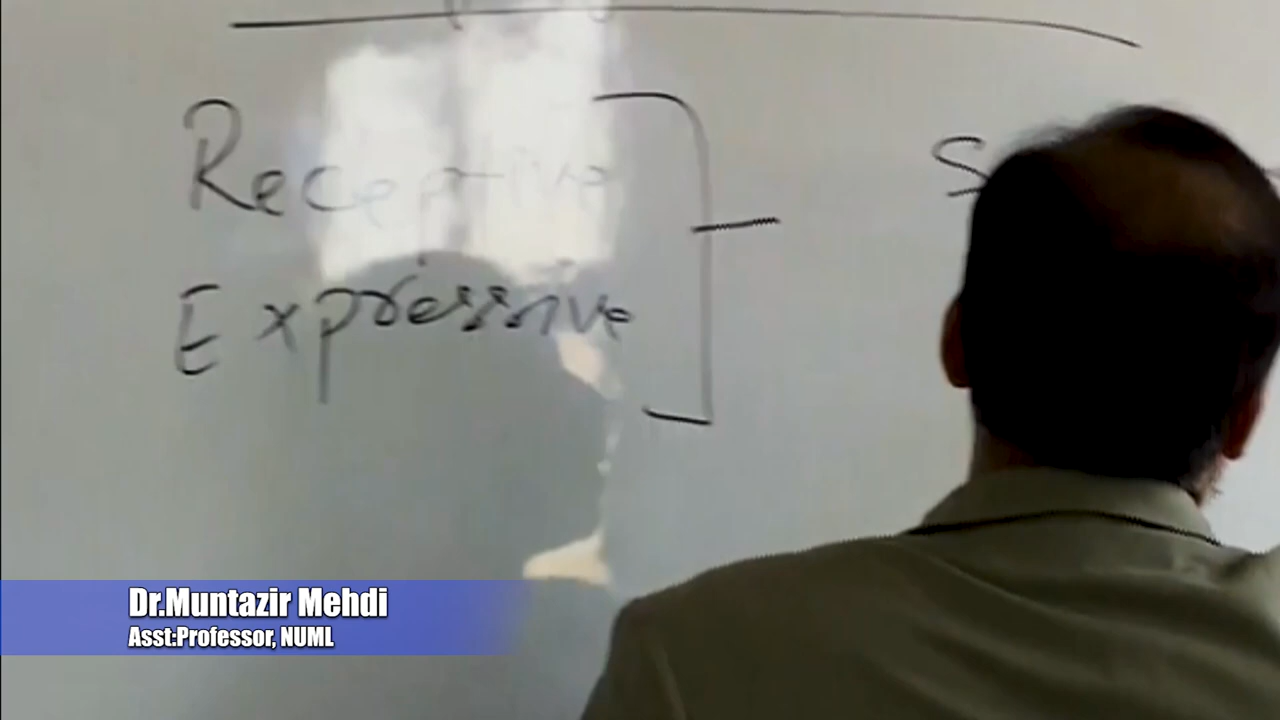 Receptive
Expressive
S
Dr.Muntazir Mehdi
Asst:Professor, NUML